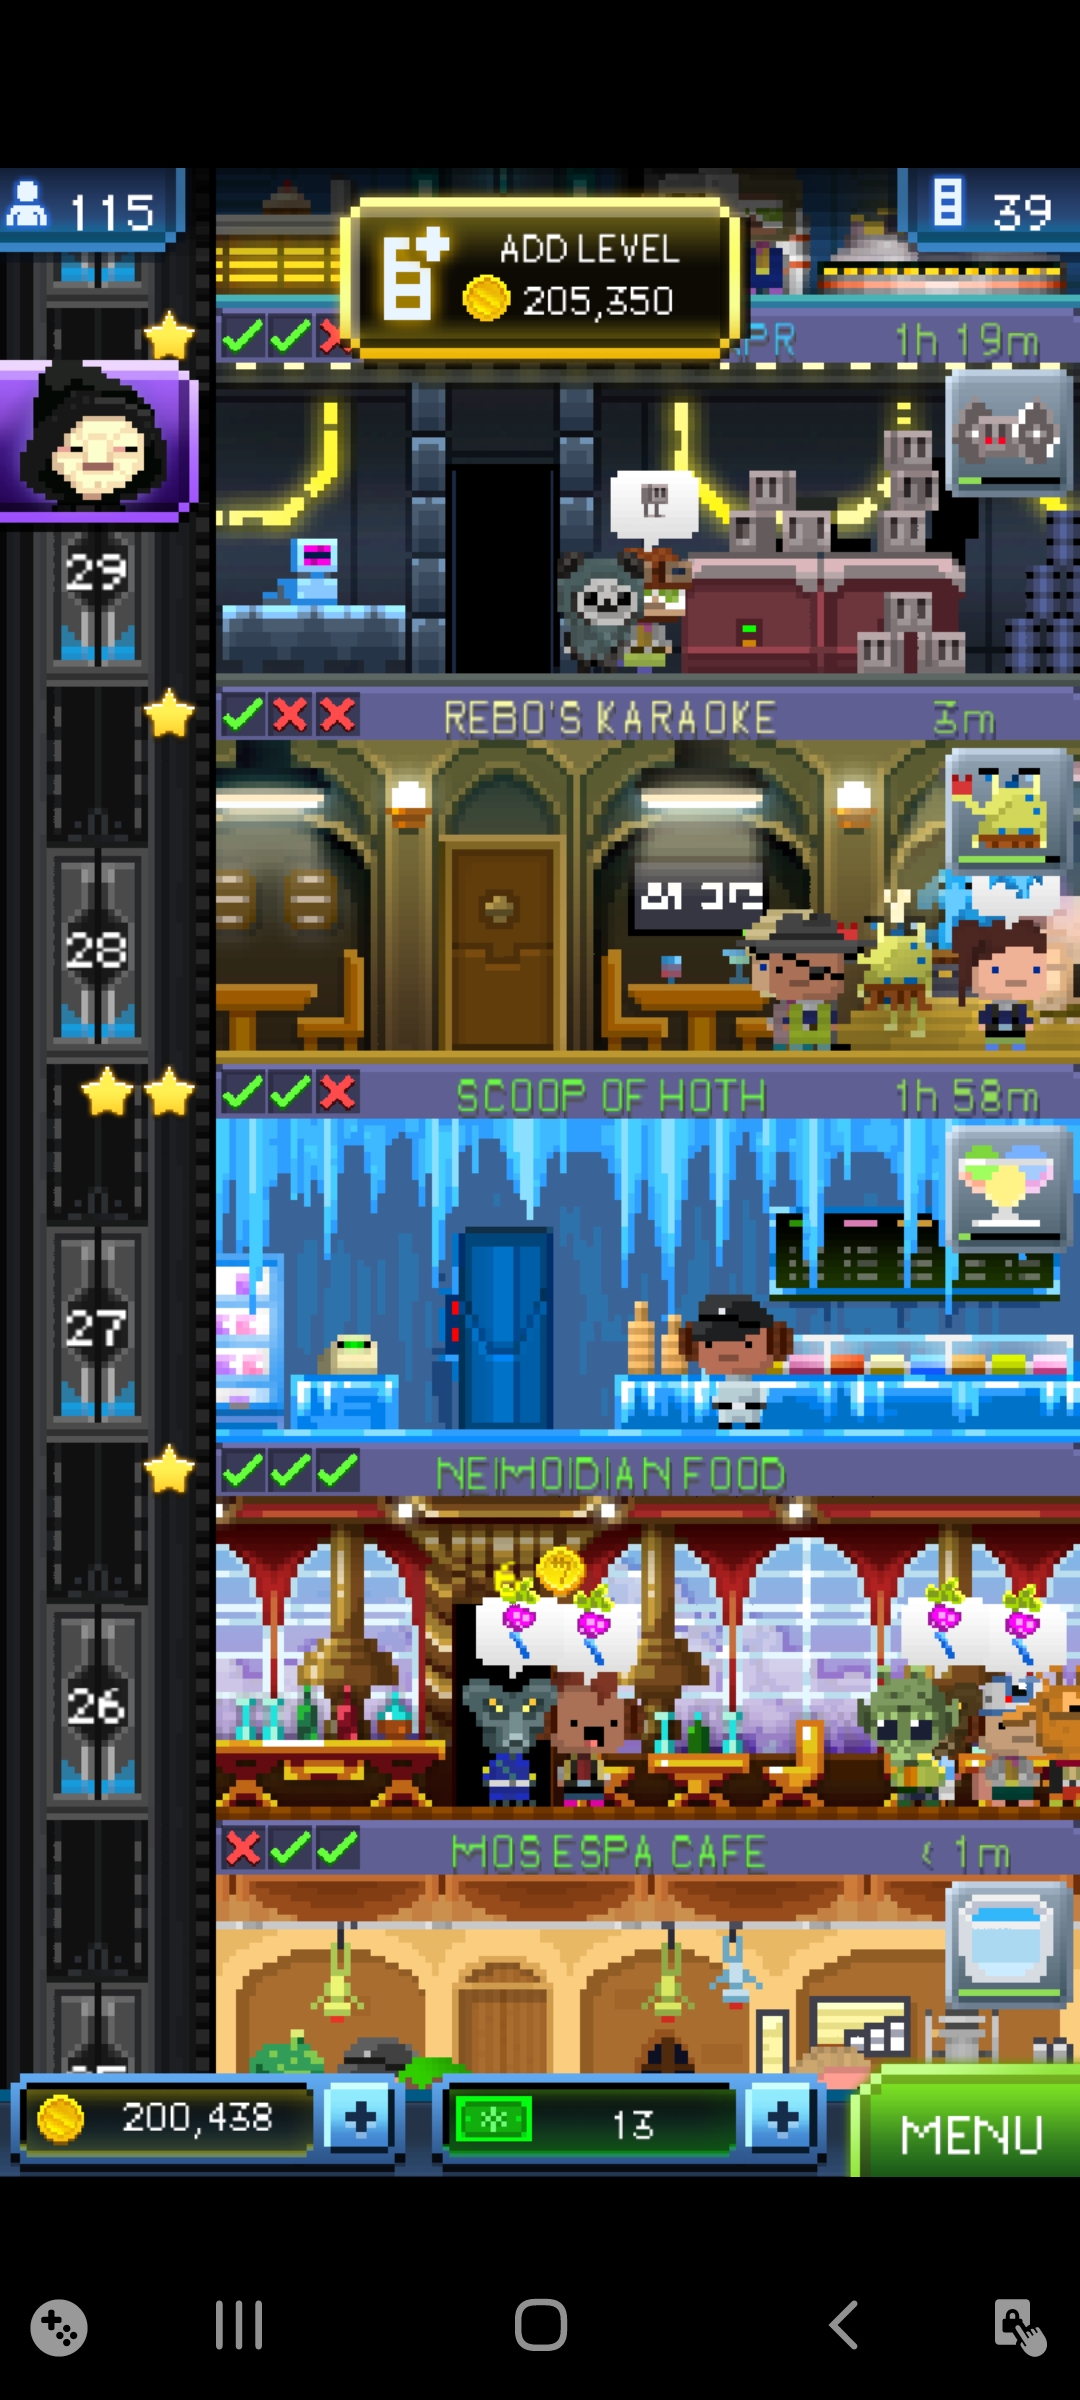 115
ADD LEVEL
205,350
39
1h 19m
29
REBO'S KARAOKE
3m
28
SCOOP OF HOTH
1h 58m
27
NEIMOIDIAN FOOD
26
MOS ESPA CAFE
< 1m
200,438
13
MENU